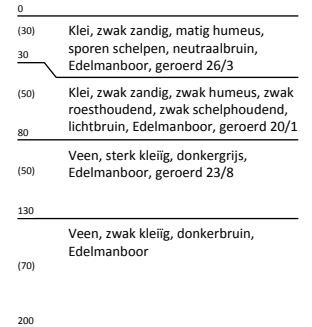 0
(30) Klei, zwak zandig, matig humeus,
sporen schelpen, neutraalbruin,
30 Edelmanboor, geroerd 26/3
(50) Klei, zwak zandig, zwak humeus, zwak
roesthoudend, zwak schelphoudend,
80 lichtbruin, Edelmanboor, geroerd 20/1
Veen, sterk kleiïg, donkergrijs,
(50) Edelmanboor, geroerd 23/8
130
Veen, zwak kleiïg, donkerbruin,
Edelmanboor
(70)
200